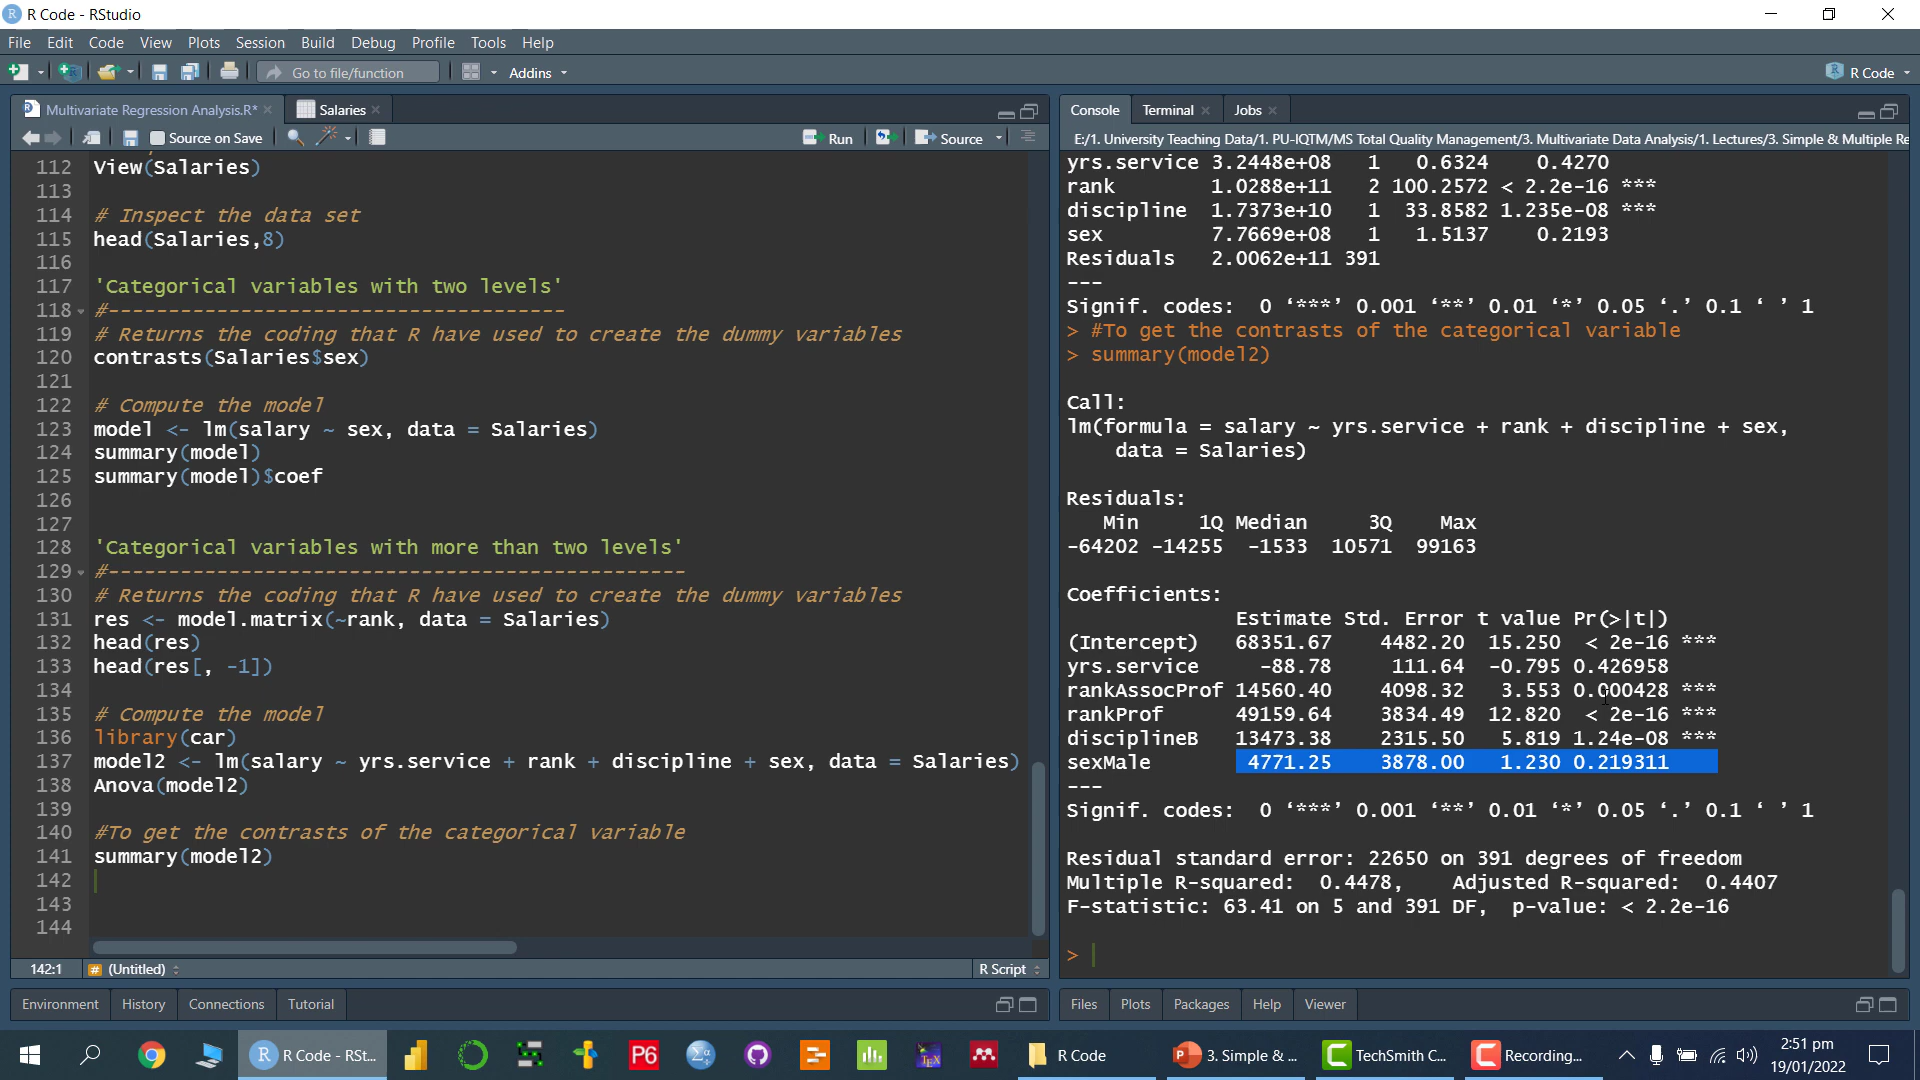 R Code - RStudio
File Edit Code View Plots Session Build Debug Profile Tools Help
Go to file/function Addins R Code
Multivariate Regression Analysis.R* Salaries
Source on Save Run Source
112 View(Salaries)
113
114 # Inspect the data set
115 head(Salaries,8)
116
117 'Categorical variables with two levels'
118 #--------------------------------------
119 # Returns the coding that R have used to create the dummy variables
120 contrasts(Salaries$sex)
121
122 # Compute the model
123 model <- lm(salary ~ sex, data = Salaries)
124 summary(model)
125 summary(model)$coef
126
127
128 'Categorical variables with more than two levels'
129 #------------------------------------------------
130 # Returns the coding that R have used to create the dummy variables
131 res <- model.matrix(~rank, data = Salaries)
132 head(res)
133 head(res[, -1])
134
135 # Compute the model
136 library(car)
137 model2 <- lm(salary ~ yrs.service + rank + discipline + sex, data = Salaries)
138 Anova(model2)
139
140 #To get the contrasts of the categorical variable
141 summary(model2)
142
143
144
142:1 # (Untitled) R Script
Environment History Connections Tutorial
Console Terminal Jobs
E:/1. University Teaching Data/1. PU-IQTM/MS Total Quality Management/3. Multivariate Data Analysis/1. Lectures/3. Simple & Multiple Re
yrs.service 3.2448e+08 1 0.6324 0.4270
rank 1.0288e+11 2 100.2572 < 2.2e-16 ***
discipline 1.7373e+10 1 33.8582 1.235e-08 ***
sex 7.7669e+08 1 1.5137 0.2193
Residuals 2.0062e+11 391
---
Signif. codes: 0 ‘***’ 0.001 ‘**’ 0.01 ‘*’ 0.05 ‘.’ 0.1 ‘ ’ 1
> #To get the contrasts of the categorical variable
> summary(model2)
Call:
lm(formula = salary ~ yrs.service + rank + discipline + sex,
data = Salaries)
Residuals:
Min 1Q Median 3Q Max
-64202 -14255 -1533 10571 99163
Coefficients:
Estimate Std. Error t value Pr(>|t|)
(Intercept) 68351.67 4482.20 15.250 < 2e-16 ***
yrs.service -88.78 111.64 -0.795 0.426958
rankAssocProf 14560.40 4098.32 3.553 0.000428 ***
rankProf 49159.64 3834.49 12.820 < 2e-16 ***
disciplineB 13473.38 2315.50 5.819 1.24e-08 ***
sexMale 4771.25 3878.00 1.230 0.219311
---
Signif. codes: 0 ‘***’ 0.001 ‘**’ 0.01 ‘*’ 0.05 ‘.’ 0.1 ‘ ’ 1
Residual standard error: 22650 on 391 degrees of freedom
Multiple R-squared: 0.4478, Adjusted R-squared: 0.4407
F-statistic: 63.41 on 5 and 391 DF, p-value: < 2.2e-16
>
Files Plots Packages Help Viewer
R Code - RSt... P6 TEX R Code 3. Simple & ... TechSmith C... Recording... 2:51 pm
19/01/2022